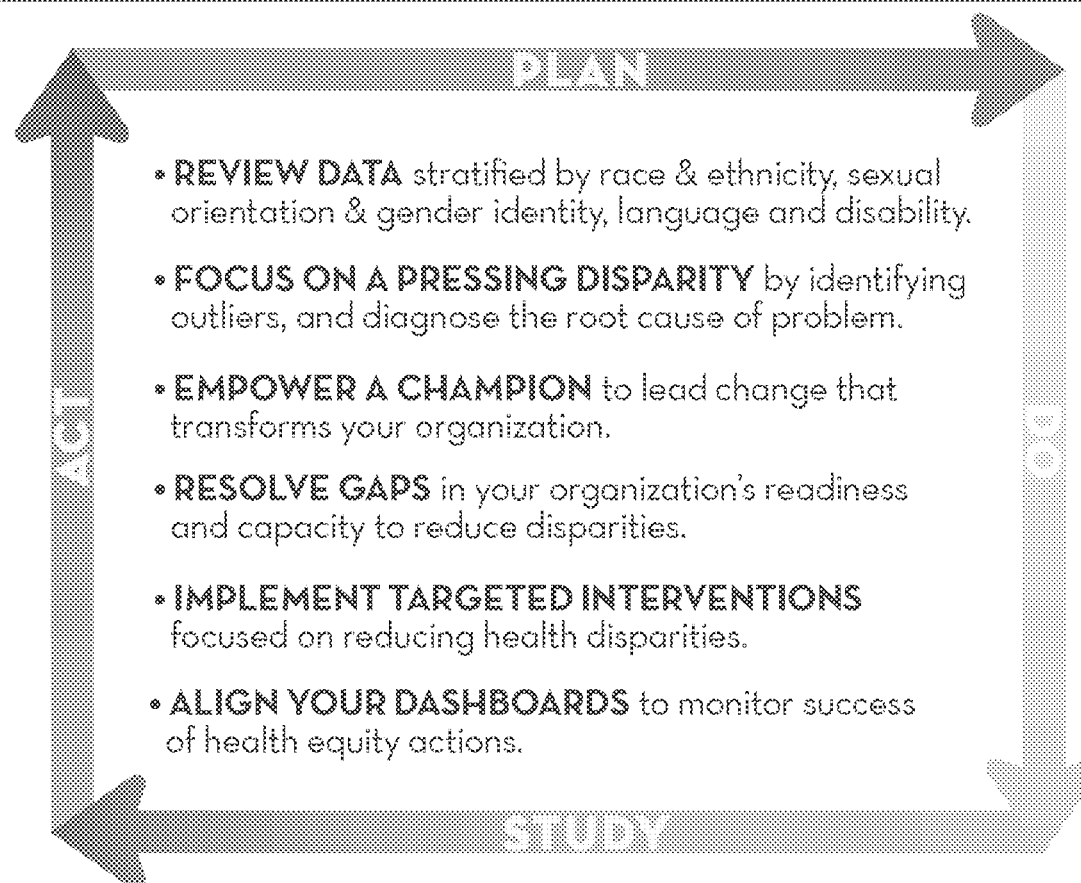 PLAN
• REVIEW DATA stratified by race & ethnicity, sexual
orientation & gender identity, language and disability.
• FOCUS ON A PRESSING DISPARITY by identifying
outliers, and diagnose the root cause of problem.
• EMPOWER A CHAMPION to lead change that
transforms your organization.
• RESOLVE GAPS in your organization's readiness
and capacity to reduce disparities.
• IMPLEMENT TARGETED INTERVENTIONS
focused on reducing health disparities.
• ALIGN YOUR DASHBOARDS to monitor success
of health equity actions.
DO
STUDY
ACT